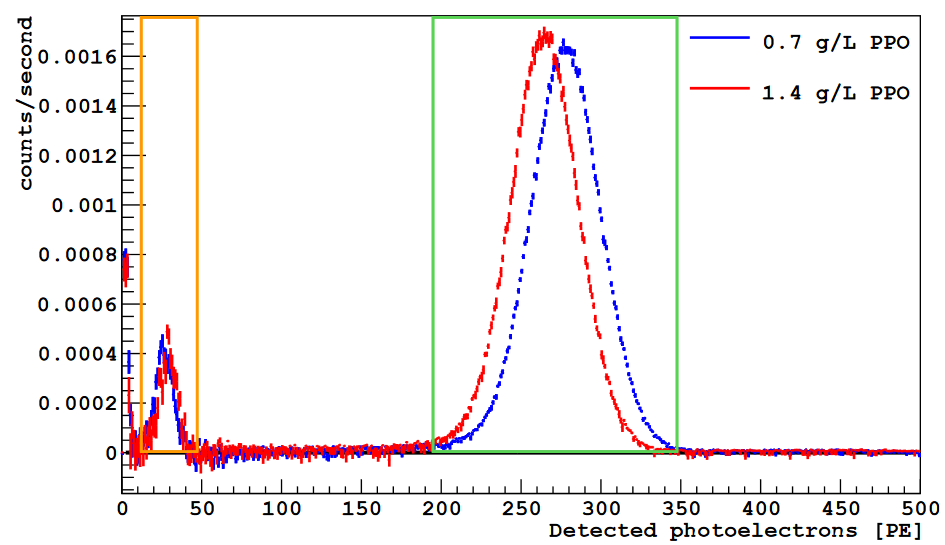 counts/second
0.0016
0.0014
0.0012
0.001
0.0008
0.0006
0.0004
0.0002
0
0.7 g/L PPO
1.4 g/L PPO
0 50 100 150 200 250 300 350 400 450 500
Detected photoelectrons [PE]